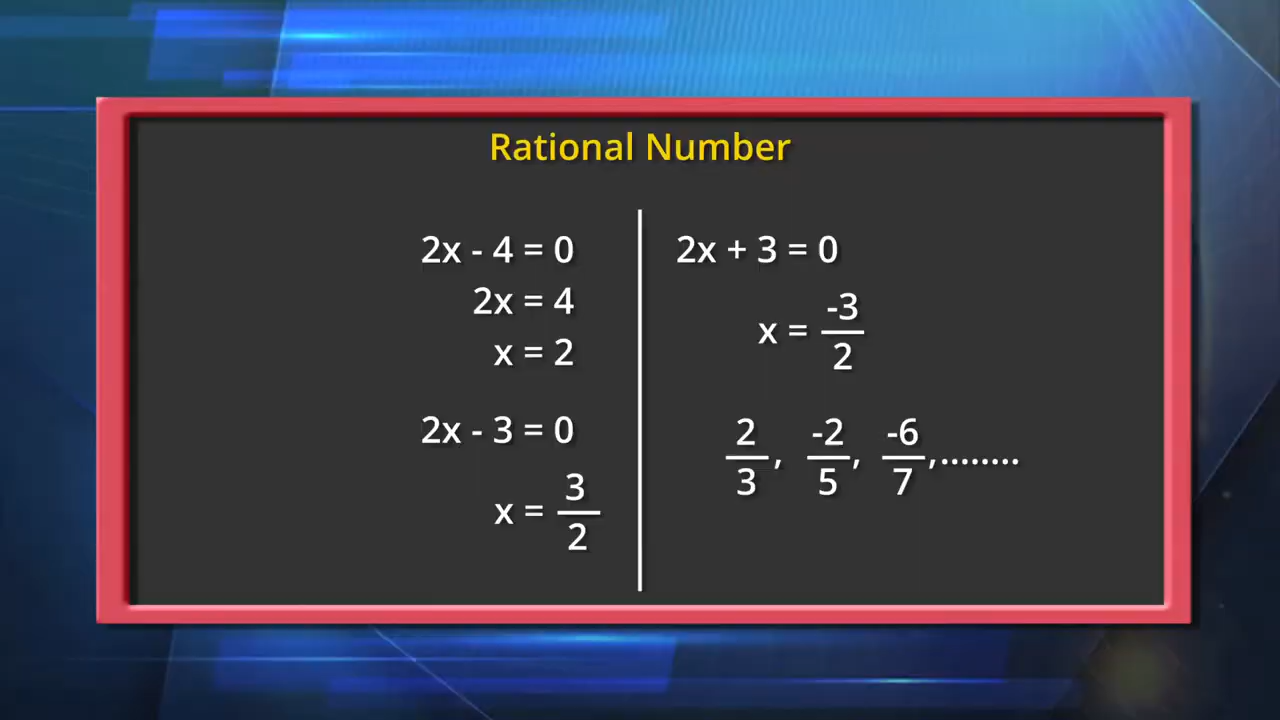 Rational Number
2x - 4 = 0
2x = 4
x = 2
2x - 3 = 0
x = 3/2
2x + 3 = 0
x = -3/2
2/3, -2/5, -6/7,........